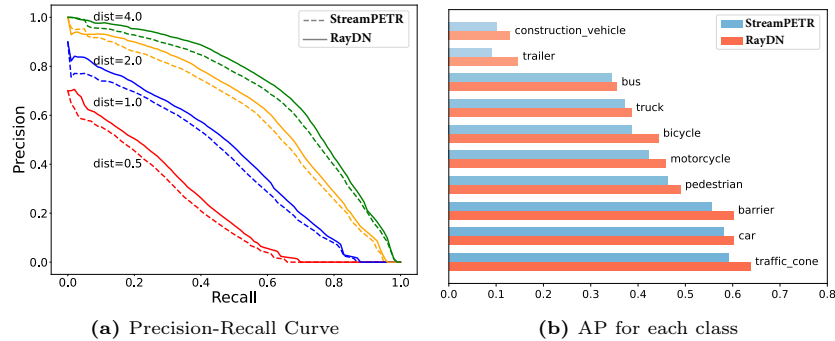 dist=4.0
dist=2.0
dist=1.0
dist=0.5
StreamPETR
RayDN
Precision
1.0
0.8
0.6
0.4
0.2
0.0
0.0 0.2 0.4 0.6 0.8 1.0
Recall
(a) Precision-Recall Curve
StreamPETR
RayDN
construction_vehicle
trailer
bus
truck
bicycle
motorcycle
pedestrian
barrier
car
traffic_cone
0.0 0.1 0.2 0.3 0.4 0.5 0.6 0.7 0.8
(b) AP for each class